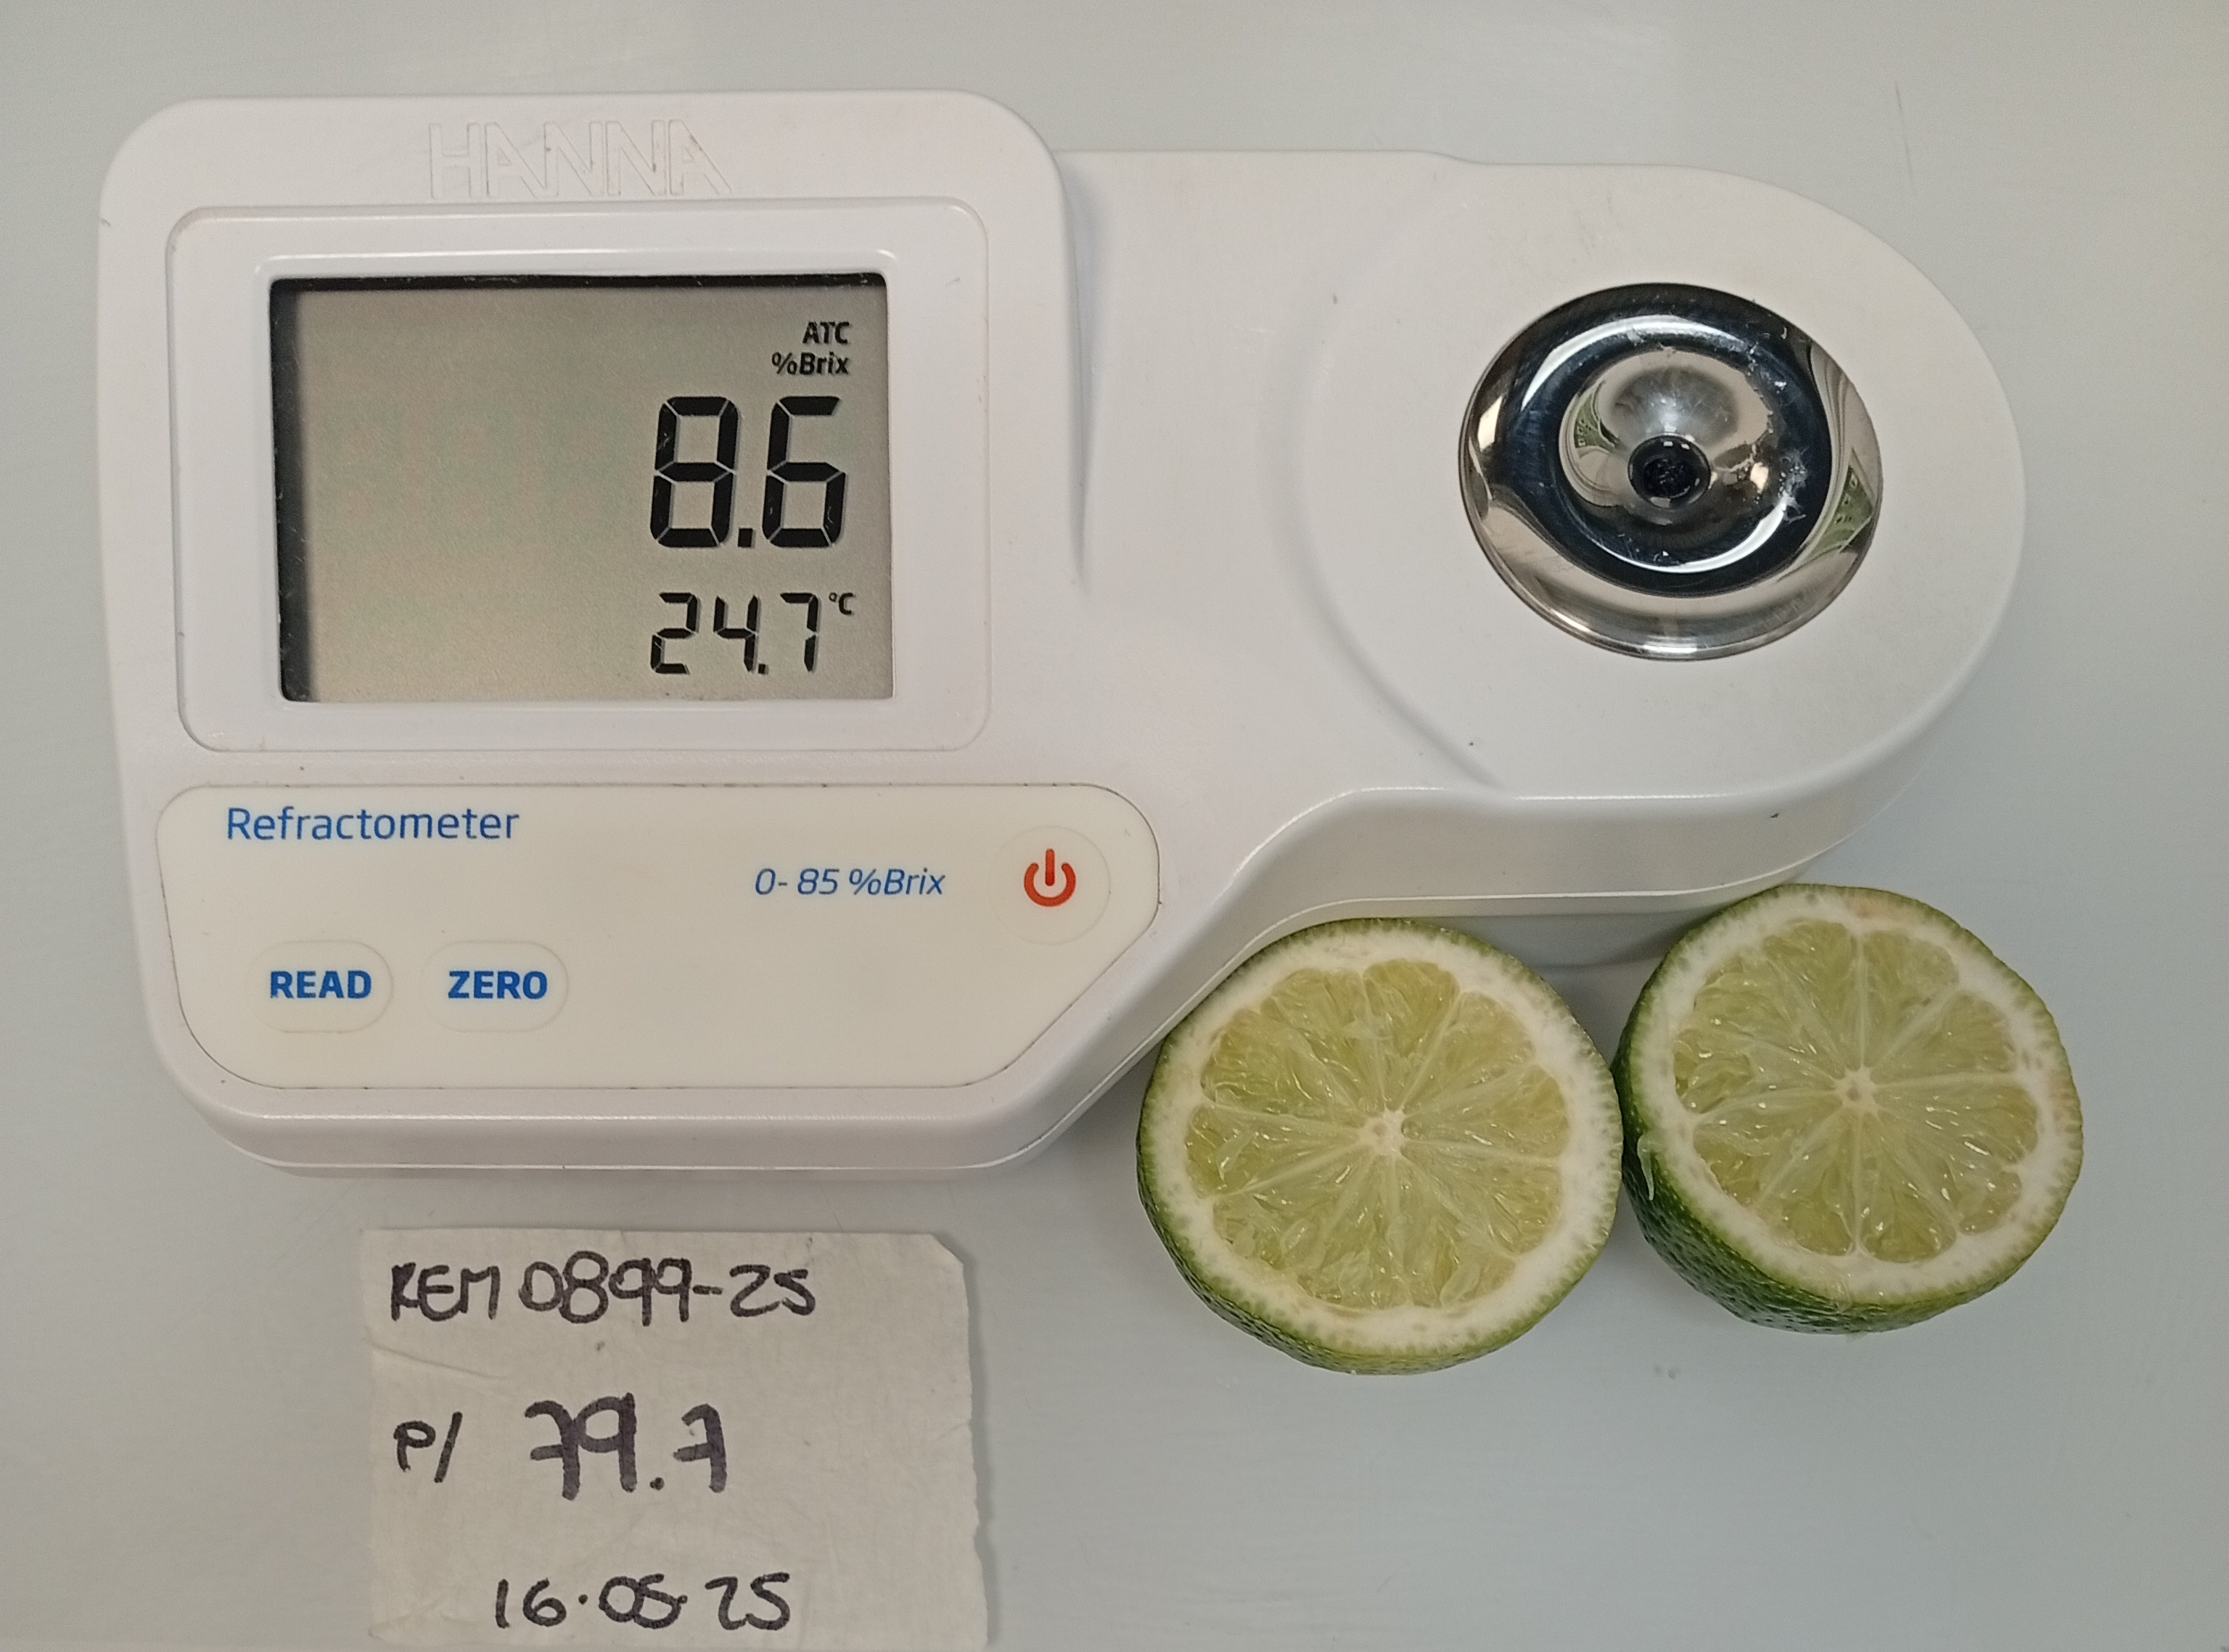 HANNA
ATC
%Brix
8.6
24.7°C
Refractometer
0-85 %Brix
READ ZERO
REM 0899-25
P/ 79.7
16.05.25